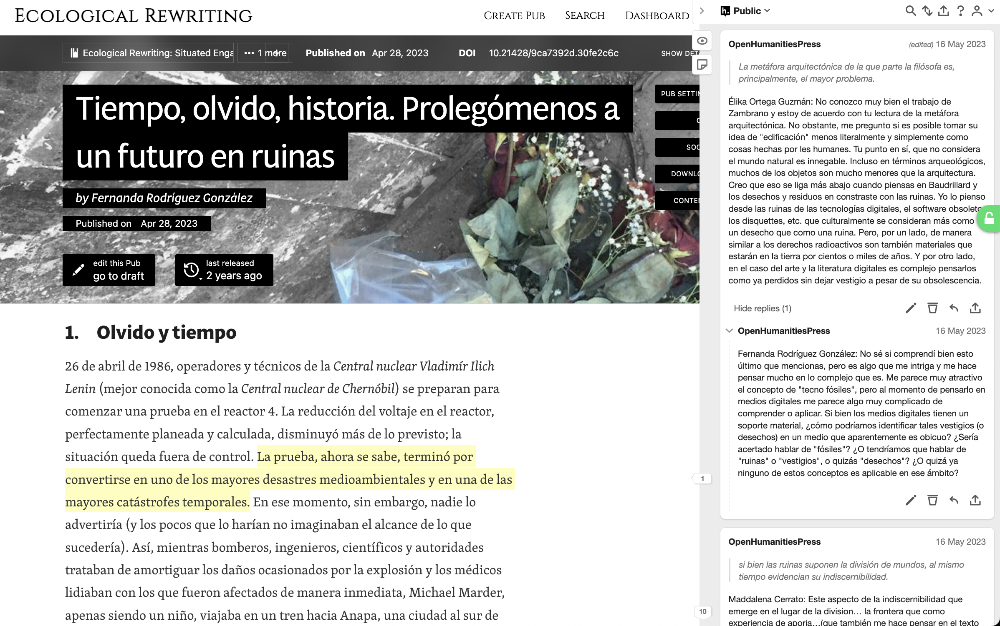 Ecological Rewriting
Create Pub Search Dashboard
Ecological Rewriting: Situated Enga
1 more
Published on Apr 28, 2023
DOI 10.21428/9ca7392d.30fe2c6c
SHOW DET
Tiempo, olvido, historia. Prolegómenos a
un futuro en ruinas
by Fernanda Rodríguez González
Published on Apr 28, 2023
edit this Pub
go to draft
last released
2 years ago
PUB SETTIN
C
SOC
DOWNLO
CONTEN
1. Olvido y tiempo
26 de abril de 1986, operadores y técnicos de la Central nuclear Vladimír Ilich
Lenin (mejor conocida como la Central nuclear de Chernóbil) se preparan para
comenzar una prueba en el reactor 4. La reducción del voltaje en el reactor,
perfectamente planeada y calculada, disminuyó más de lo previsto; la
situación queda fuera de control. La prueba, ahora se sabe, terminó por
convertirse en uno de los mayores desastres medioambientales y en una de las
mayores catástrofes temporales. En ese momento, sin embargo, nadie lo
advertiría (y los pocos que lo harían no imaginaban el alcance de lo que
sucedería). Así, mientras bomberos, ingenieros, científicos y autoridades
trataban de amortiguar los daños ocasionados por la explosión y los médicos
lidiaban con los que fueron afectados de manera inmediata, Michael Marder,
apenas siendo un niño, viajaba en un tren hacia Anapa, una ciudad al sur de
1
10
h. Public
OpenHumanitiesPress (edited) 16 May 2023
La metáfora arquitectónica de la que parte la filósofa es,
principalmente, el mayor problema.
Élika Ortega Guzmán: No conozco muy bien el trabajo de
Zambrano y estoy de acuerdo con tu lectura de la metáfora
arquitectónica. No obstante, me pregunto si es posible tomar su
idea de "edificación" menos literalmente y simplemente como
cosas hechas por les humanes. Tu punto en sí, que no considera
el mundo natural es innegable. Incluso en términos arqueológicos,
muchos de los objetos son mucho menores que la arquitectura.
Creo que eso se liga más abajo cuando piensas en Baudrillard y
los desechos y residuos en constraste con las ruinas. Yo lo pienso
desde las ruinas de las tecnologías digitales, el software obsoleto
los disquettes, etc. que culturalmente se consideran más como
un desecho que como una ruina. Pero, por un lado, de manera
similar a los derechos radioactivos son también materiales que
estarán en la tierra por cientos o miles de años. Y por otro lado,
en el caso del arte y la literatura digitales es complejo pensarlos
como ya perdidos sin dejar vestigio a pesar de su obsolescencia.
Hide replies (1)
OpenHumanitiesPress 16 May 2023
Fernanda Rodríguez González: No sé si comprendí bien esto
último que mencionas, pero es algo que me intriga y me hace
pensar mucho en lo complejo que es. Me parece muy atractivo
el concepto de "tecno fósiles", pero al momento de pensarlo en
medios digitales me parece algo muy complicado de
comprender o aplicar. Si bien los medios digitales tienen un
soporte material, ¿cómo podríamos identificar tales vestigios (o
desechos) en un medio que aparentemente es obicuo? ¿Sería
acertado hablar de "fósiles"? ¿O tendríamos que hablar de
"ruinas" o "vestigios", o quizás "desechos"? ¿O quizá ya
ninguno de estos conceptos es aplicable en ese ámbito?
OpenHumanitiesPress 16 May 2023
si bien las ruinas suponen la división de mundos, al mismo
tiempo evidencian su indiscernibilidad.
Maddalena Cerrato: Este aspecto de la indiscernibilidad que
emerge en el lugar de la division... la frontera que como
experiencia de aporia...(que también me hace pensar en el texto